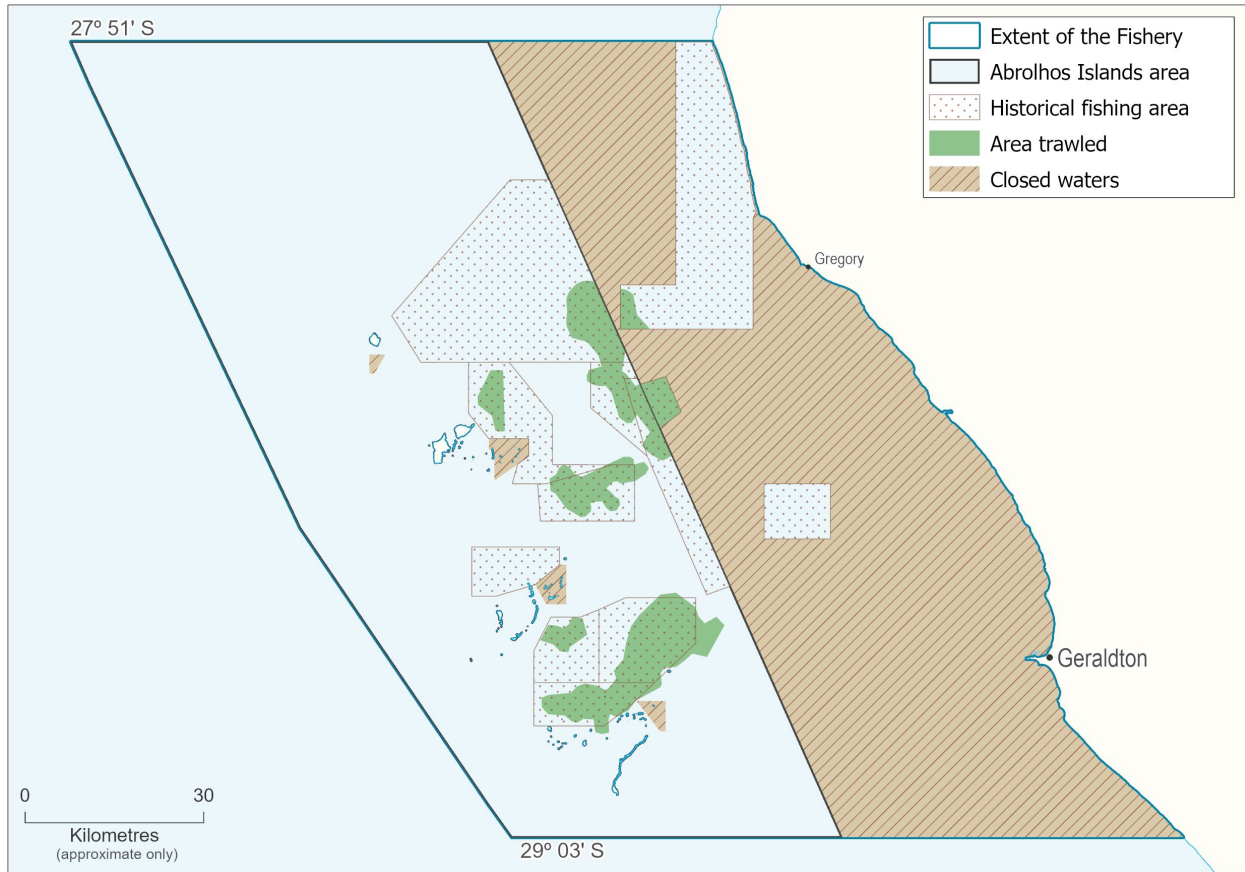 27º 51' S
Extent of the Fishery
Abrolhos Islands area
Historical fishing area
Area trawled
Closed waters
Gregory
Geraldton
0 30
Kilometres
(approximate only)
29º 03' S